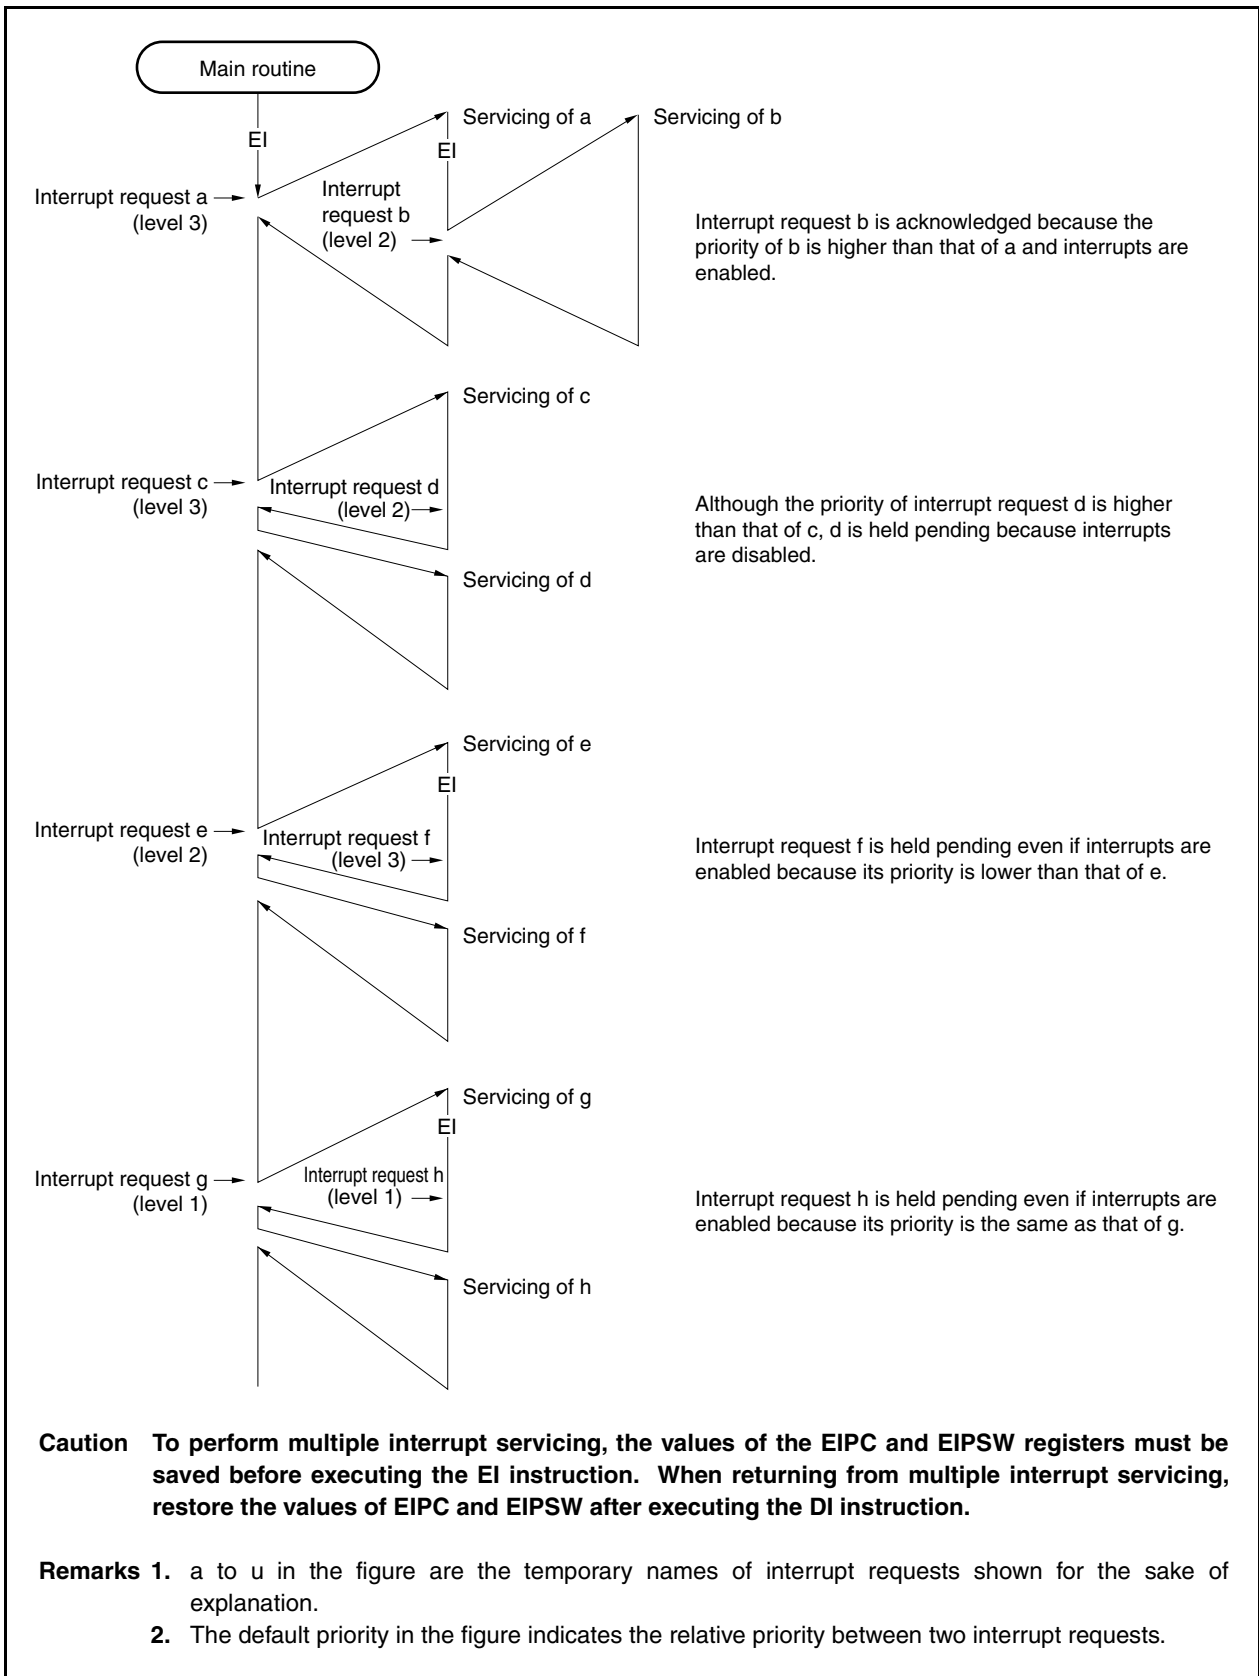 Main routine
EI
Servicing of a
EI
Servicing of b
Interrupt request a
(level 3)
Interrupt
request b
(level 2)
Interrupt request b is acknowledged because the
priority of b is higher than that of a and interrupts are
enabled.
Servicing of c
Interrupt request c
(level 3)
Interrupt request d
(level 2)
Although the priority of interrupt request d is higher
than that of c, d is held pending because interrupts
are disabled.
Servicing of d
Servicing of e
EI
Interrupt request e
(level 2)
Interrupt request f
(level 3)
Interrupt request f is held pending even if interrupts are
enabled because its priority is lower than that of e.
Servicing of f
Servicing of g
EI
Interrupt request g
(level 1)
Interrupt request h
(level 1)
Interrupt request h is held pending even if interrupts are
enabled because its priority is the same as that of g.
Servicing of h
Caution To perform multiple interrupt servicing, the values of the EIPC and EIPSW registers must be
saved before executing the EI instruction. When returning from multiple interrupt servicing,
restore the values of EIPC and EIPSW after executing the DI instruction.
Remarks 1. a to u in the figure are the temporary names of interrupt requests shown for the sake of
explanation.
2. The default priority in the figure indicates the relative priority between two interrupt requests.